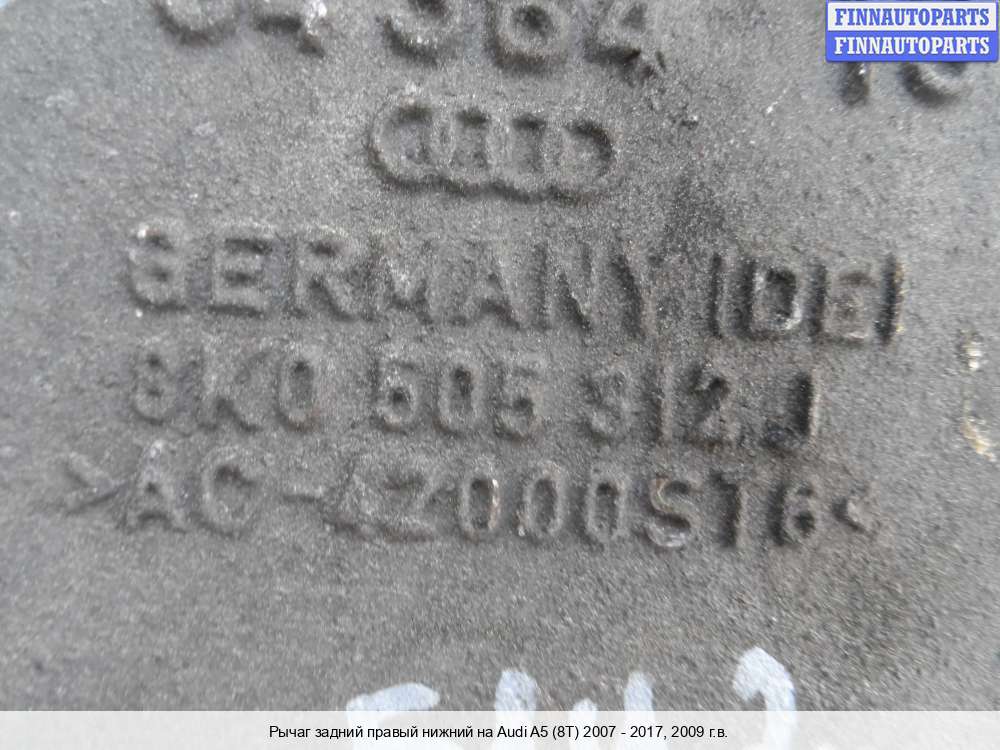 FINNAUTOPARTS
FINNAUTOPARTS
GERMANY |DE|
8K0 505 312 J
>AC-42000ST6<
Рычаг задний правый нижний на Audi A5 (8T) 2007 - 2017, 2009 г.в.